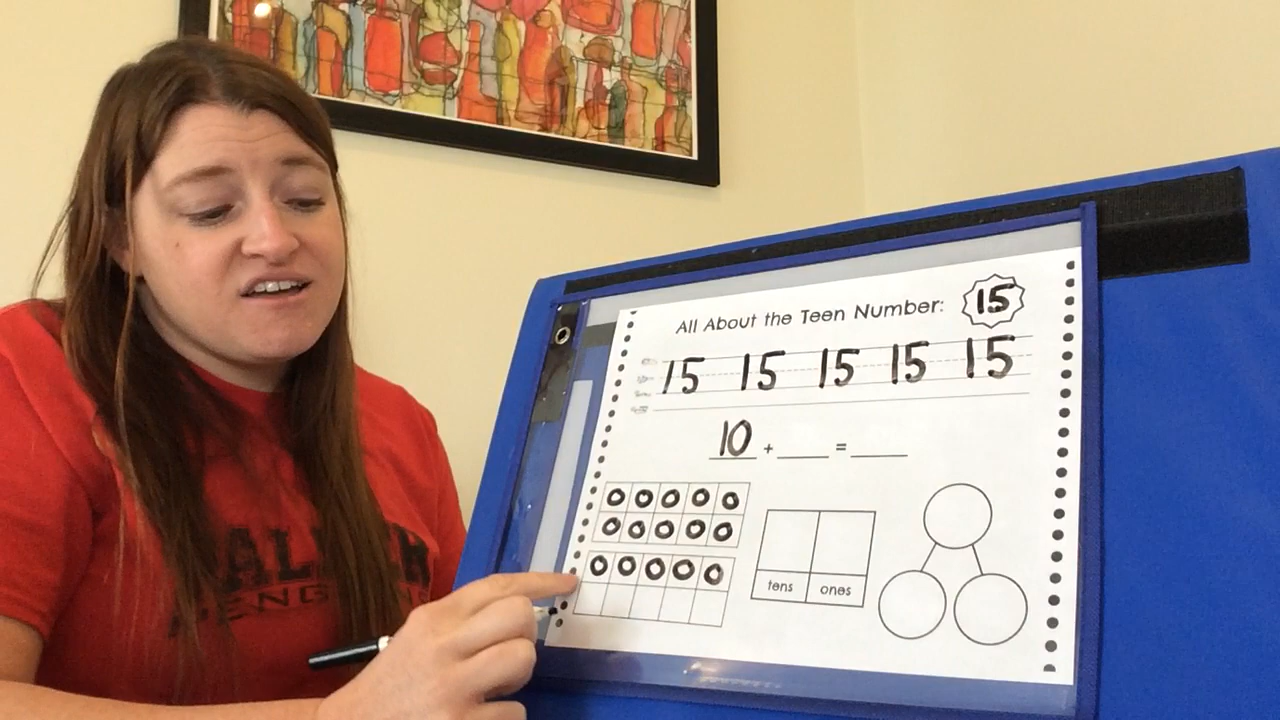 All About the Teen Number: 15
15 15 15 15 15
10 + ___ = ___
tens ones